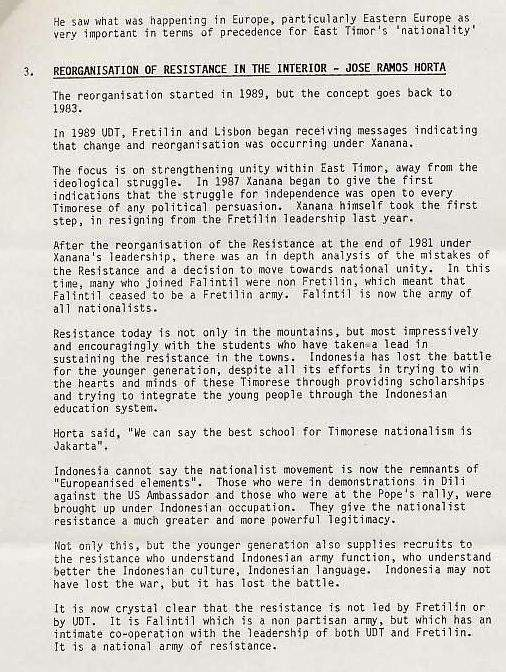 He saw what was happening in Europe, particularly Eastern Europe as
very important in terms of precedence for East Timor's 'nationality'
3. REORGANISATION OF RESISTANCE IN THE INTERIOR - JOSE RAMOS HORTA
The reorganisation started in 1989, but the concept goes back to
1983.
In 1989 UDT, Fretilin and Lisbon began receiving messages indicating
that change and reorganisation was occurring under Xanana.
The focus is on strengthening unity within East Timor, away from the
ideological struggle. In 1987 Xanana began to give the first
indications that the struggle for independence was open to every
Timorese of any political persuasion. Xanana himself took the first
step, in resigning from the Fretilin leadership last year.
After the reorganisation of the Resistance at the end of 1981 under
Xanana's leadership, there was an in depth analysis of the mistakes of
the Resistance and a decision to move towards national unity. In this
time, many who joined Falintil were non Fretilin, which meant that
Falintil ceased to be a Fretilin army. Falintil is now the army of
all nationalists.
Resistance today is not only in the mountains, but most impressively
and encouragingly with the students who have taken a lead in
sustaining the resistance in the towns. Indonesia has lost the battle
for the younger generation, despite all its efforts in trying to win
the hearts and minds of these Timorese through providing scholarships
and trying to integrate the young people through the Indonesian
education system.
Horta said, "We can say the best school for Timorese nationalism is
Jakarta".
Indonesia cannot say the nationalist movement is now the remnants of
"Europeanised elements". Those who were in demonstrations in Dili
against the US Ambassador and those who were at the Pope's rally, were
brought up under Indonesian occupation. They give the nationalist
resistance a much greater and more powerful legitimacy.
Not only this, but the younger generation also supplies recruits to
the resistance who understand Indonesian army function, who understand
better the Indonesian culture, Indonesian language. Indonesia may not
have lost the war, but it has lost the battle.
It is now crystal clear that the resistance is not led by Fretilin or
by UDT. It is Falintil which is a non partisan army, but which has an
intimate co-operation with the leadership of both UDT and Fretilin.
It is a national army of resistance.